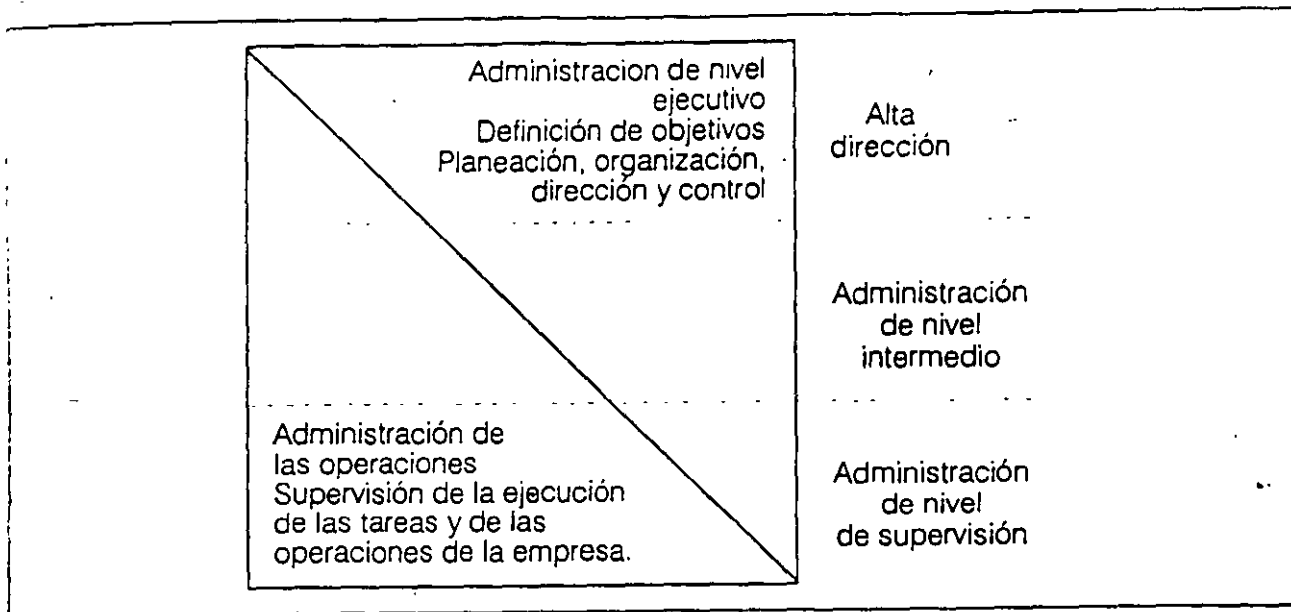 Administracion de nivel
ejecutivo
Definición de objetivos
Planeación, organización,
dirección y control
Alta
dirección
Administración
de nivel
intermedio
Administración de
las operaciones
Supervisión de la ejecución
de las tareas y de las
operaciones de la empresa.
Administración
de nivel
de supervisión